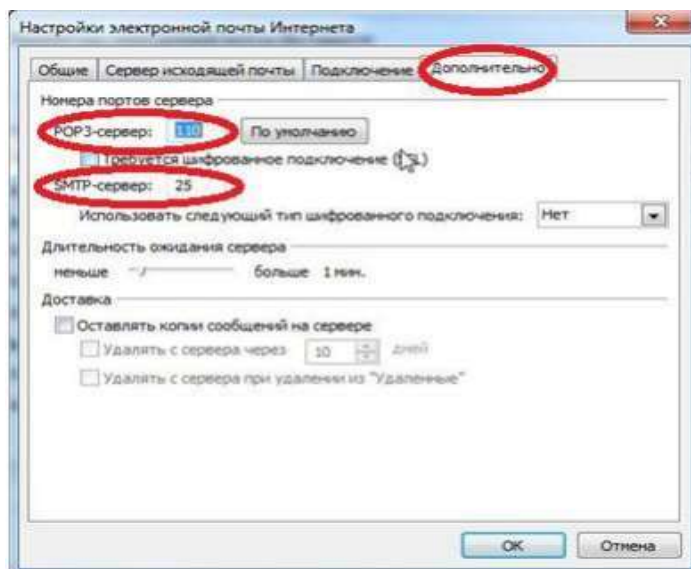 Настройки электронной почты Интернета
Общие Сервер исходящей почты Подключение Дополнительно
Номера портов сервера
POP3-сервер: 110 По умолчанию
Требуется шифрованное подключение
SMTP-сервер: 25
Использовать следующий тип шифрованного подключения: Нет
Длительность ожидания сервера
меньше больше 1 мин.
Доставка
Оставлять копии сообщений на сервере
Удалять с сервера через 10 дней
Удалять с сервера при удалении из "Удаленные"
OK Отмена